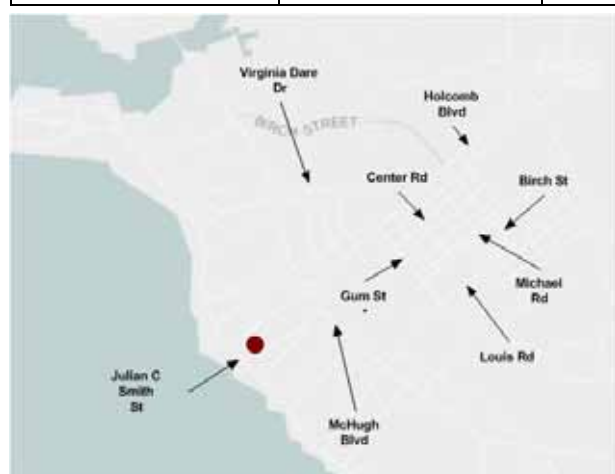 Virginia Dare
Dr
Holcomb
Blvd
BIRCH STREET
Center Rd
Birch St
Gum St
Michael
Rd
Louis Rd
Julian C
Smith
St
McHugh
Blvd